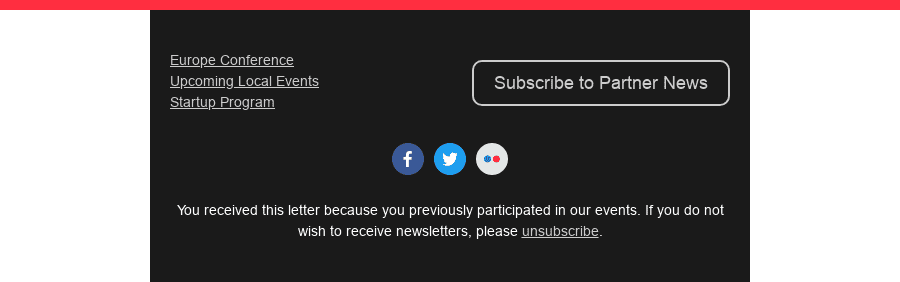 Europe Conference
Upcoming Local Events
Startup Program
Subscribe to Partner News
You received this letter because you previously participated in our events. If you do not
wish to receive newsletters, please unsubscribe.